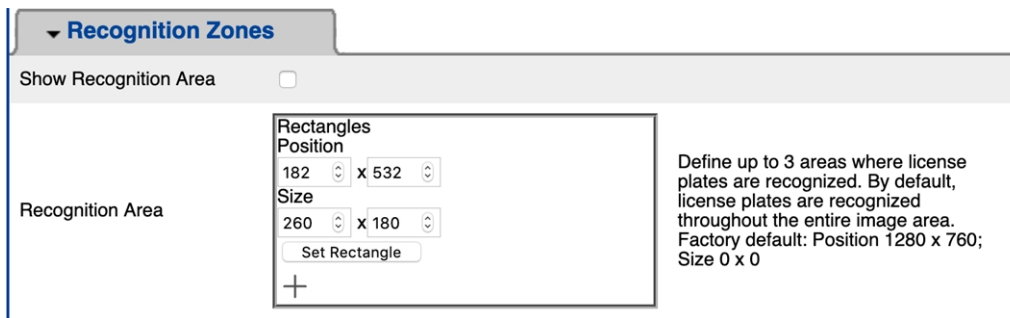 Recognition Zones
Show Recognition Area
Recognition Area
Rectangles
Position
182 x 532
Size
260 x 180
Set Rectangle
Define up to 3 areas where license
plates are recognized. By default,
license plates are recognized
throughout the entire image area.
Factory default: Position 1280 x 760;
Size 0 x 0